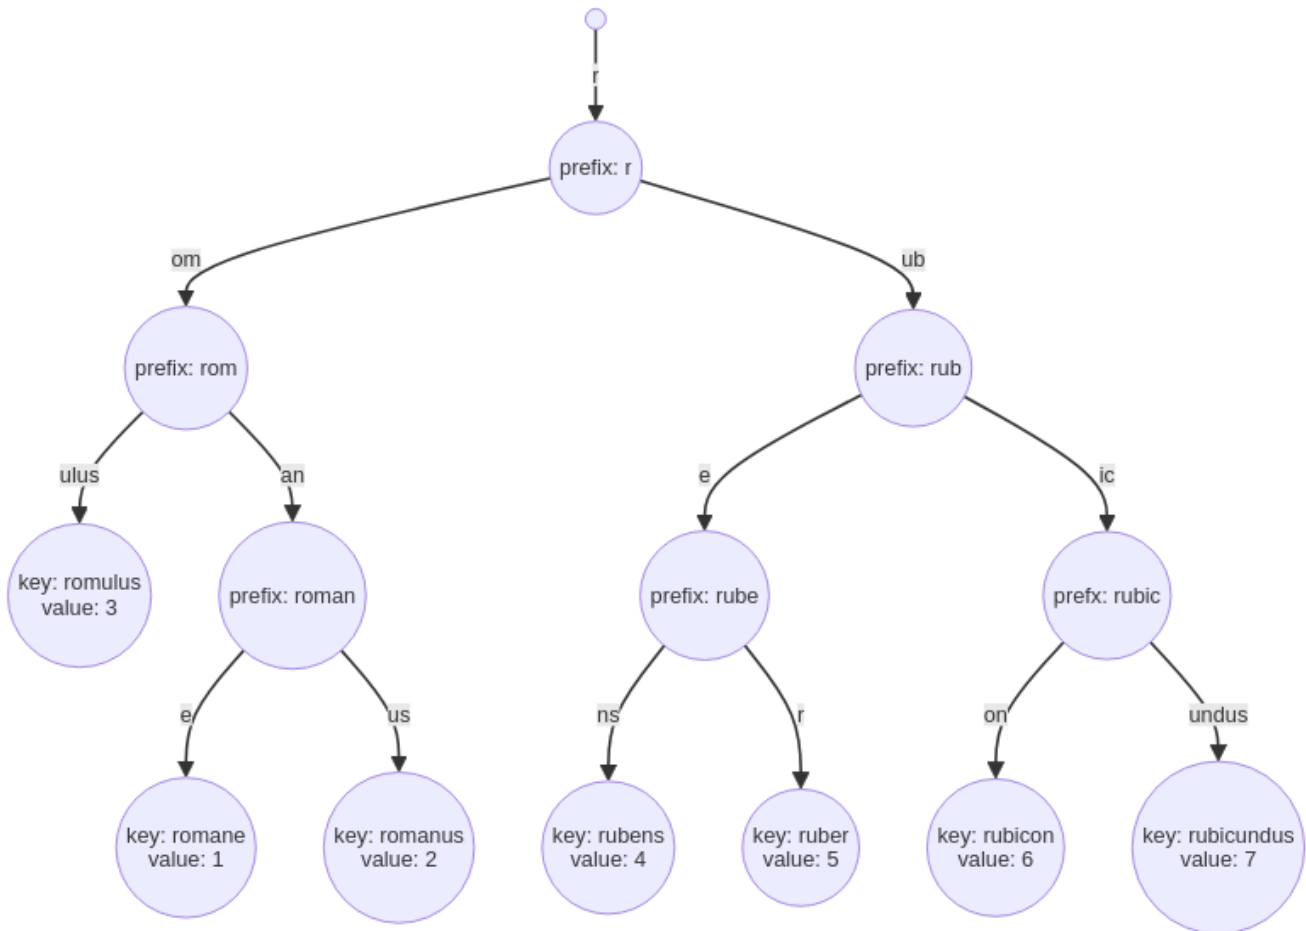 r
prefix: r
om
ub
prefix: rom
prefix: rub
ulus
an
e
ic
key: romulus
value: 3
prefix: roman
prefix: rube
prefx: rubic
e
us
ns
r
on
undus
key: romane
value: 1
key: romanus
value: 2
key: rubens
value: 4
key: ruber
value: 5
key: rubicon
value: 6
key: rubicundus
value: 7